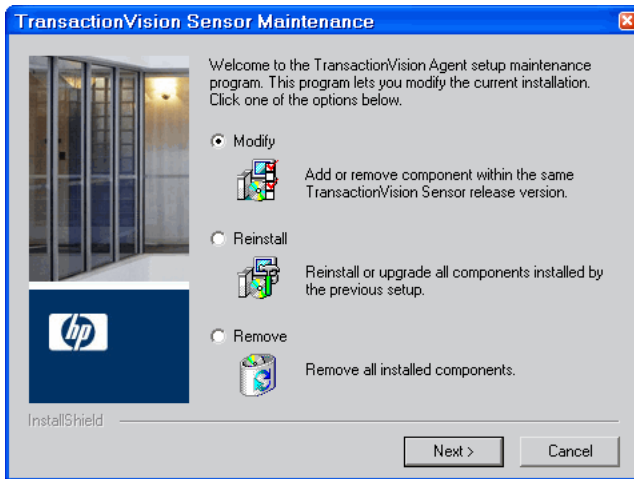 TransactionVision Sensor Maintenance
Welcome to the TransactionVision Agent setup maintenance
program. This program lets you modify the current installation.
Click one of the options below.
Modify
Add or remove component within the same
TransactionVision Sensor release version.
Reinstall
Reinstall or upgrade all components installed by
the previous setup.
hp
Remove
Remove all installed components.
InstallShield
Next >
Cancel